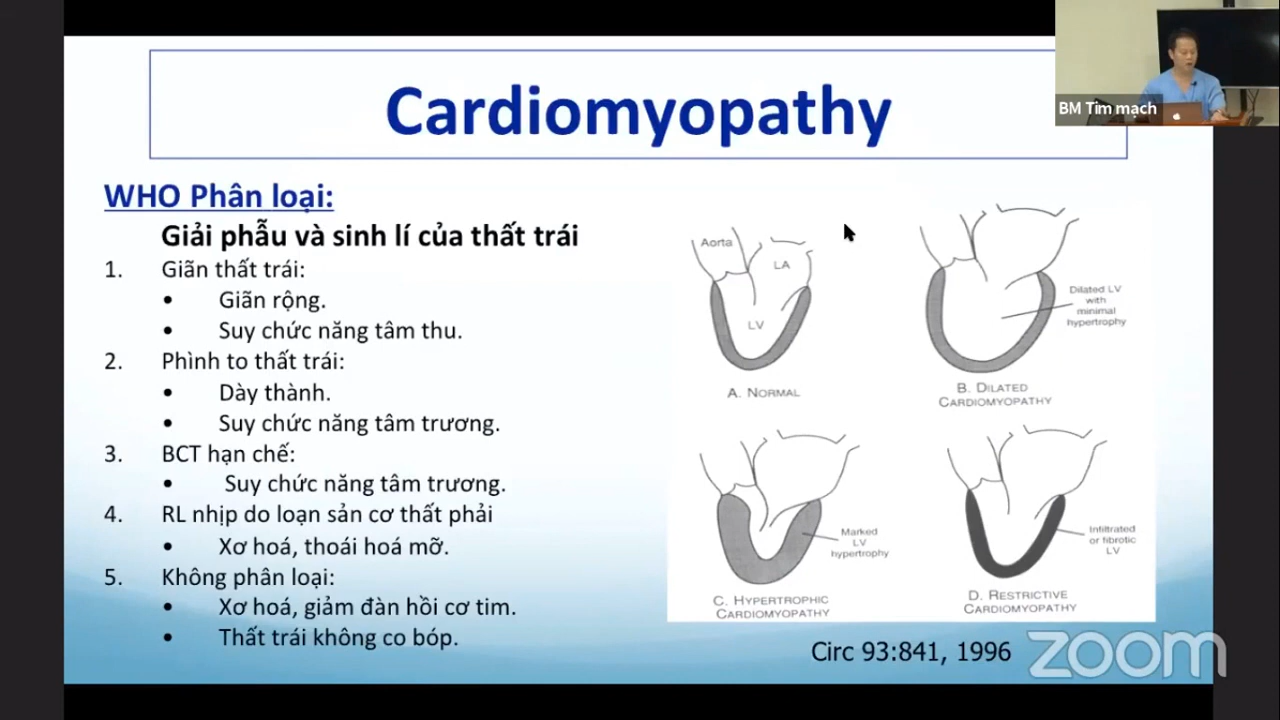 Cardiomyopathy
BM Tim mạch
WHO Phân loại:
Giải phẫu và sinh lí của thất trái
1. Giãn thất trái:
• Giãn rộng.
• Suy chức năng tâm thu.
2. Phình to thất trái:
• Dày thành.
• Suy chức năng tâm trương.
3. BCT hạn chế:
• Suy chức năng tâm trương.
4. RL nhịp do loạn sản cơ thất phải
• Xơ hoá, thoái hoá mỡ.
5. Không phân loại:
• Xơ hoá, giảm đàn hồi cơ tim.
• Thất trái không co bóp.
Aorta
LA
LV
A. NORMAL
Dilated LV
with
minimal
hypertrophy
B. DILATED
CARDIOMYOPATHY
Marked
LV
hypertrophy
C. HYPERTROPHIC
CARDIOMYOPATHY
Infiltrated
or fibrotic
LV
D. RESTRICTIVE
CARDIOMYOPATHY
Circ 93:841, 1996
zoom